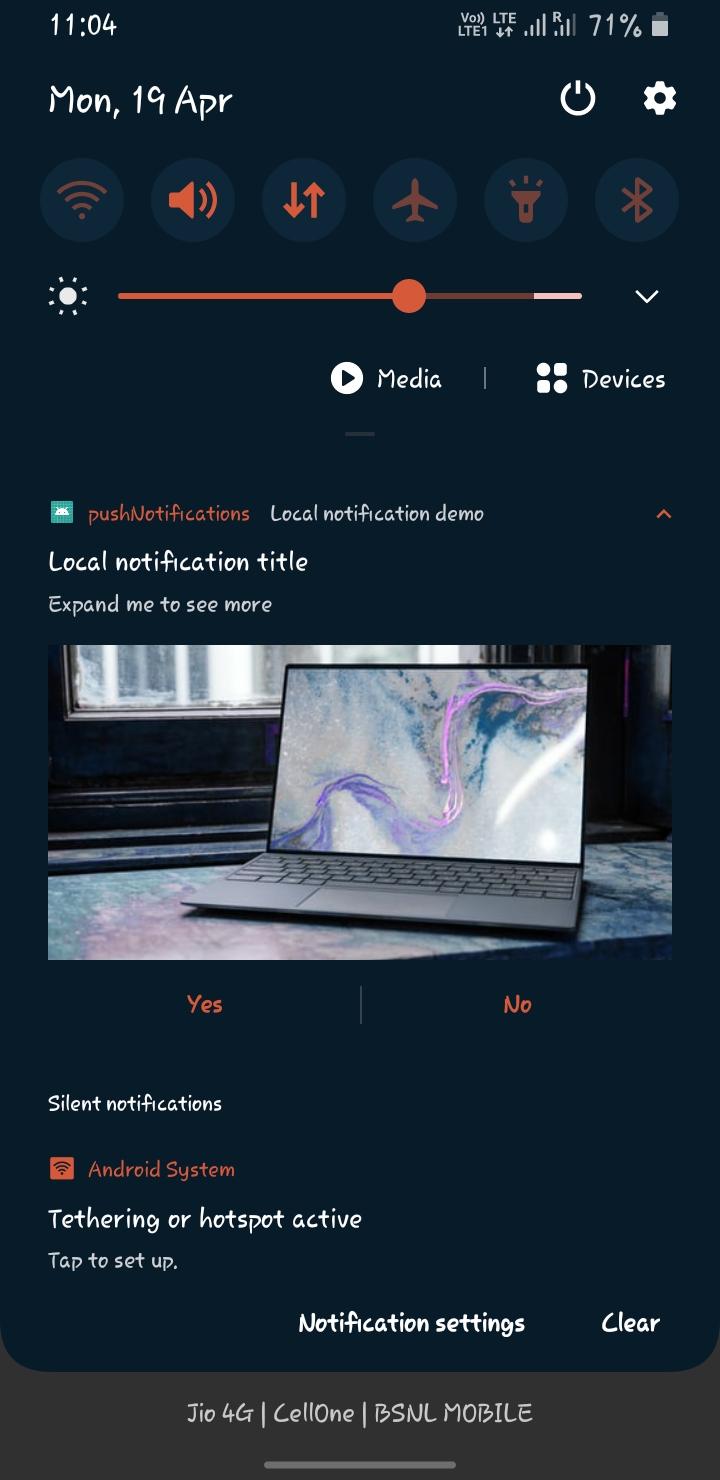 11:04 Vo)) LTE LTE1 R 71%
Mon, 19 Apr
Media | Devices
pushNotifications Local notification demo
Local notification title
Expand me to see more
Yes No
Silent notifications
Android System
Tethering or hotspot active
Tap to set up.
Notification settings Clear
Jio 4G | CellOne | BSNL MOBILE